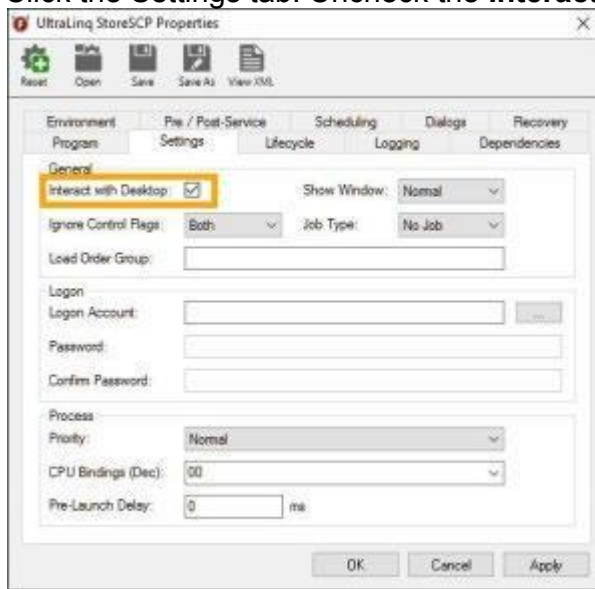 Click the Settings tab. Uncheck the Interact
UltraLinq StoreSCP Properties
Reset Open Save Save As View XML
Environment Pre / Post-Service Scheduling Dialogs Recovery
Program Settings Lifecycle Logging Dependencies
General
Interact with Desktop: Show Window: Normal
Ignore Control Flags: Both Job Type: No Job
Load Order Group:
Logon
Logon Account: ...
Password:
Confirm Password:
Process
Priority: Normal
CPU Bindings (Dec): 00
Pre-Launch Delay: 0 ms
OK Cancel Apply